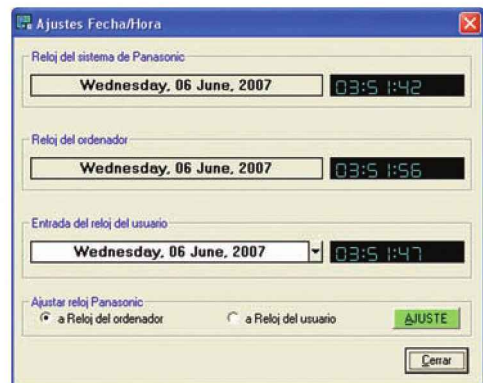 Ajustes Fecha/Hora
Reloj del sistema de Panasonic
Wednesday, 06 June, 2007 03:51:42
Reloj del ordenador
Wednesday, 06 June, 2007 03:51:56
Entrada del reloj del usuario
Wednesday, 06 June, 2007 03:51:47
Ajustar reloj Panasonic
a Reloj del ordenador a Reloj del usuario AJUSTE
Cerrar